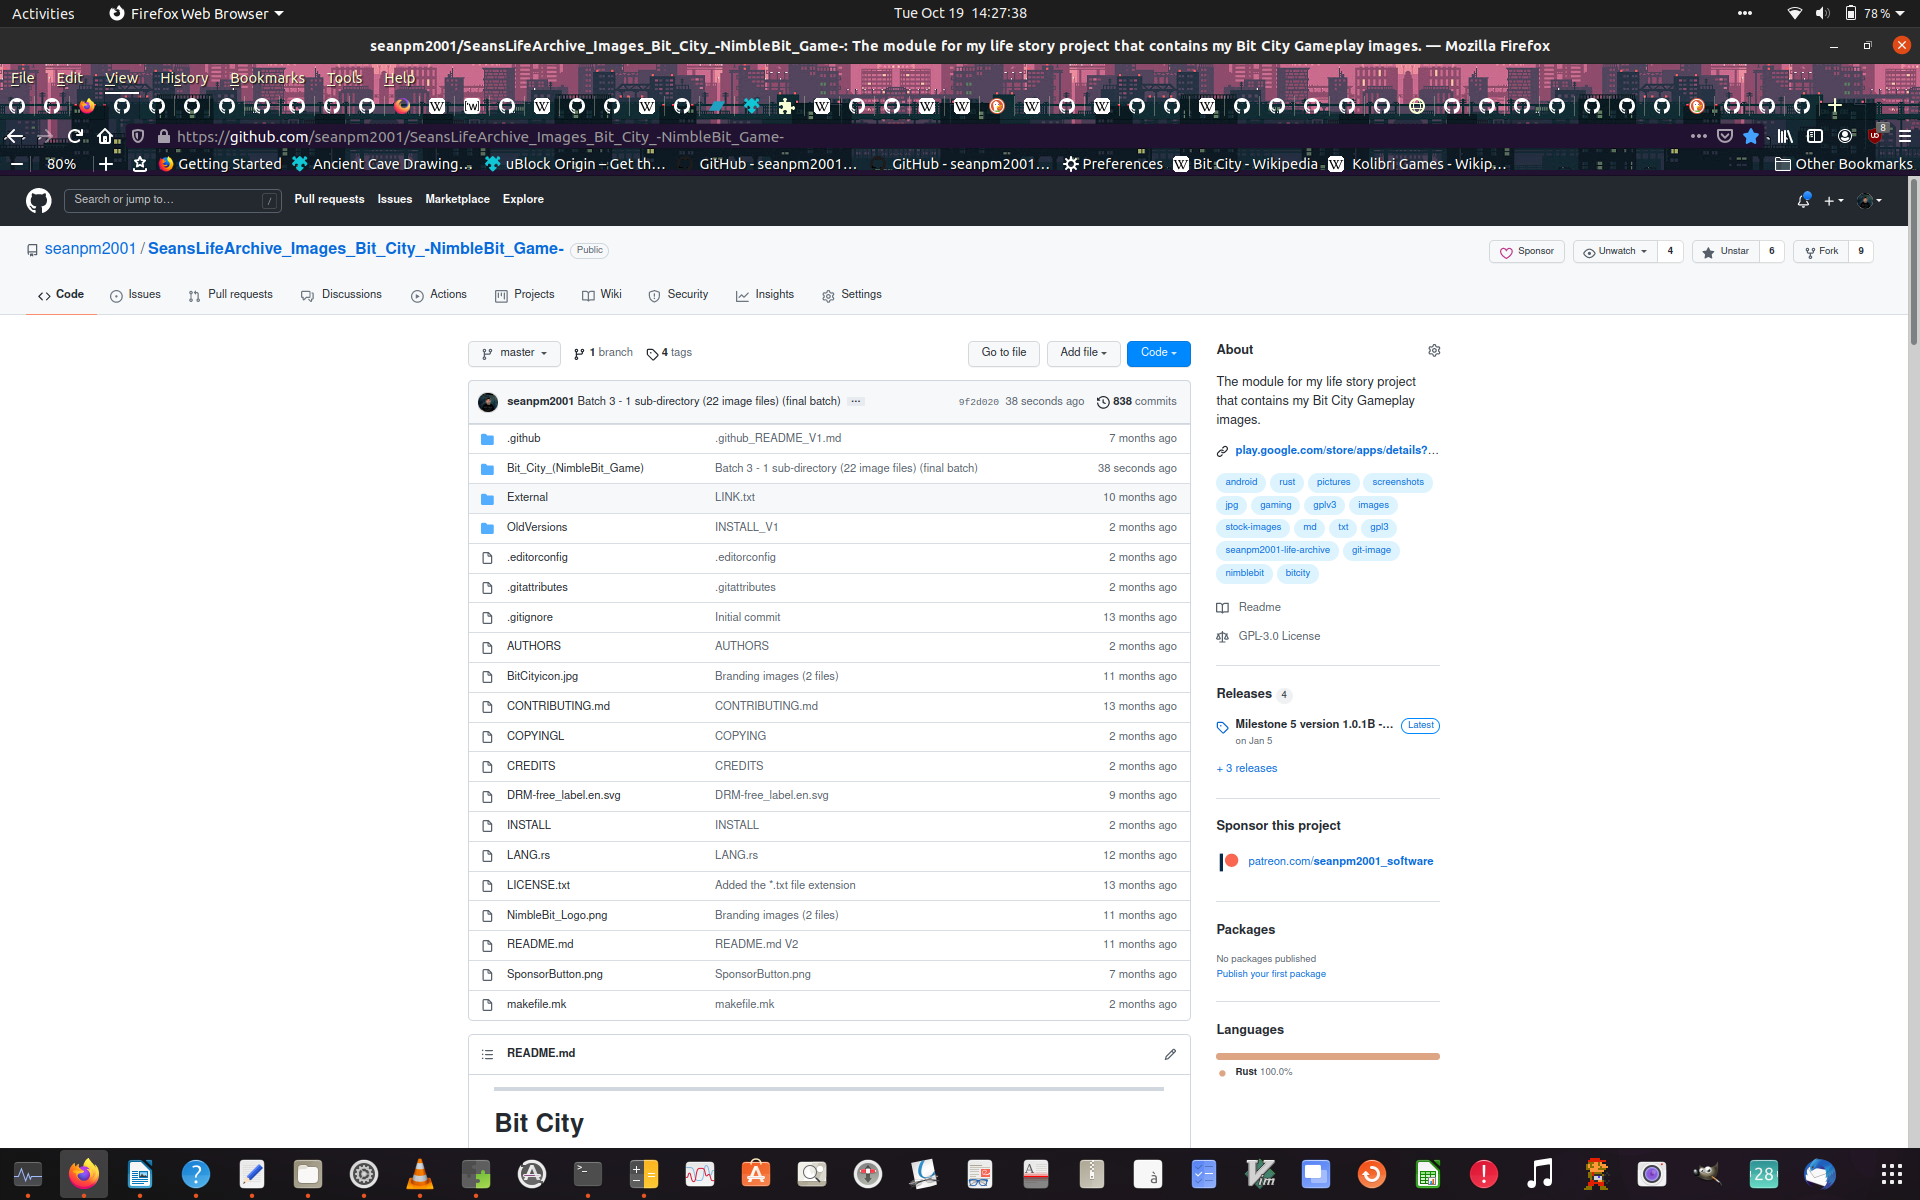 Activities Firefox Web Browser Tue Oct 19 14:27:38 78 %
seanpm2001/SeansLifeArchive_Images_Bit_City_-NimbleBit_Game-: The module for my life story project that contains my Bit City Gameplay images. — Mozilla Firefox
File Edit View History Bookmarks Tools Help
https://github.com/seanpm2001/SeansLifeArchive_Images_Bit_City_-NimbleBit_Game- 8
80% Getting Started Ancient Cave Drawing… uBlock Origin – Get th… GitHub - seanpm2001… GitHub - seanpm2001… Preferences Bit City - Wikipedia Kolibri Games - Wikip… Other Bookmarks
Search or jump to… / Pull requests Issues Marketplace Explore
seanpm2001 / SeansLifeArchive_Images_Bit_City_-NimbleBit_Game- Public Sponsor Unwatch 4 Unstar 6 Fork 9
Code Issues Pull requests Discussions Actions Projects Wiki Security Insights Settings
master 1 branch 4 tags Go to file Add file Code
seanpm2001 Batch 3 - 1 sub-directory (22 image files) (final batch) … 9f2d020 38 seconds ago 838 commits
.github .github_README_V1.md 7 months ago
Bit_City_(NimbleBit_Game) Batch 3 - 1 sub-directory (22 image files) (final batch) 38 seconds ago
External LINK.txt 10 months ago
OldVersions INSTALL_V1 2 months ago
.editorconfig .editorconfig 2 months ago
.gitattributes .gitattributes 2 months ago
.gitignore Initial commit 13 months ago
AUTHORS AUTHORS 2 months ago
BitCityicon.jpg Branding images (2 files) 11 months ago
CONTRIBUTING.md CONTRIBUTING.md 13 months ago
COPYINGL COPYING 2 months ago
CREDITS CREDITS 2 months ago
DRM-free_label.en.svg DRM-free_label.en.svg 9 months ago
INSTALL INSTALL 2 months ago
LANG.rs LANG.rs 12 months ago
LICENSE.txt Added the *.txt file extension 13 months ago
NimbleBit_Logo.png Branding images (2 files) 11 months ago
README.md README.md V2 11 months ago
SponsorButton.png SponsorButton.png 7 months ago
makefile.mk makefile.mk 2 months ago
README.md
Bit City
About
The module for my life story project
that contains my Bit City Gameplay
images.
play.google.com/store/apps/details?…
android rust pictures screenshots
jpg gaming gplv3 images
stock-images md txt gpl3
seanpm2001-life-archive git-image
nimblebit bitcity
Readme
GPL-3.0 License
Releases 4
Milestone 5 version 1.0.1B -… Latest
on Jan 5
+ 3 releases
Sponsor this project
patreon.com/seanpm2001_software
Packages
No packages published
Publish your first package
Languages
Rust 100.0%
28